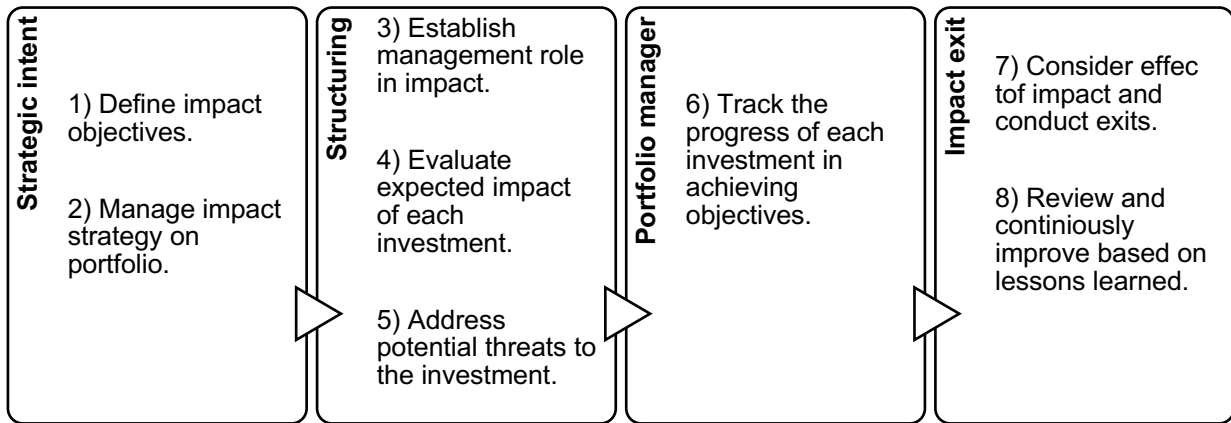 Strategic intent
1) Define impact
objectives.
2) Manage impact
strategy on
portfolio.
Structuring
3) Establish
management role
in impact.
4) Evaluate
expected impact
of each
investment.
5) Address
potential threats to
the investment.
Portfolio manager
6) Track the
progress of each
investment in
achieving
objectives.
Impact exit
7) Consider effec
tof impact and
conduct exits.
8) Review and
continiously
improve based on
lessons learned.